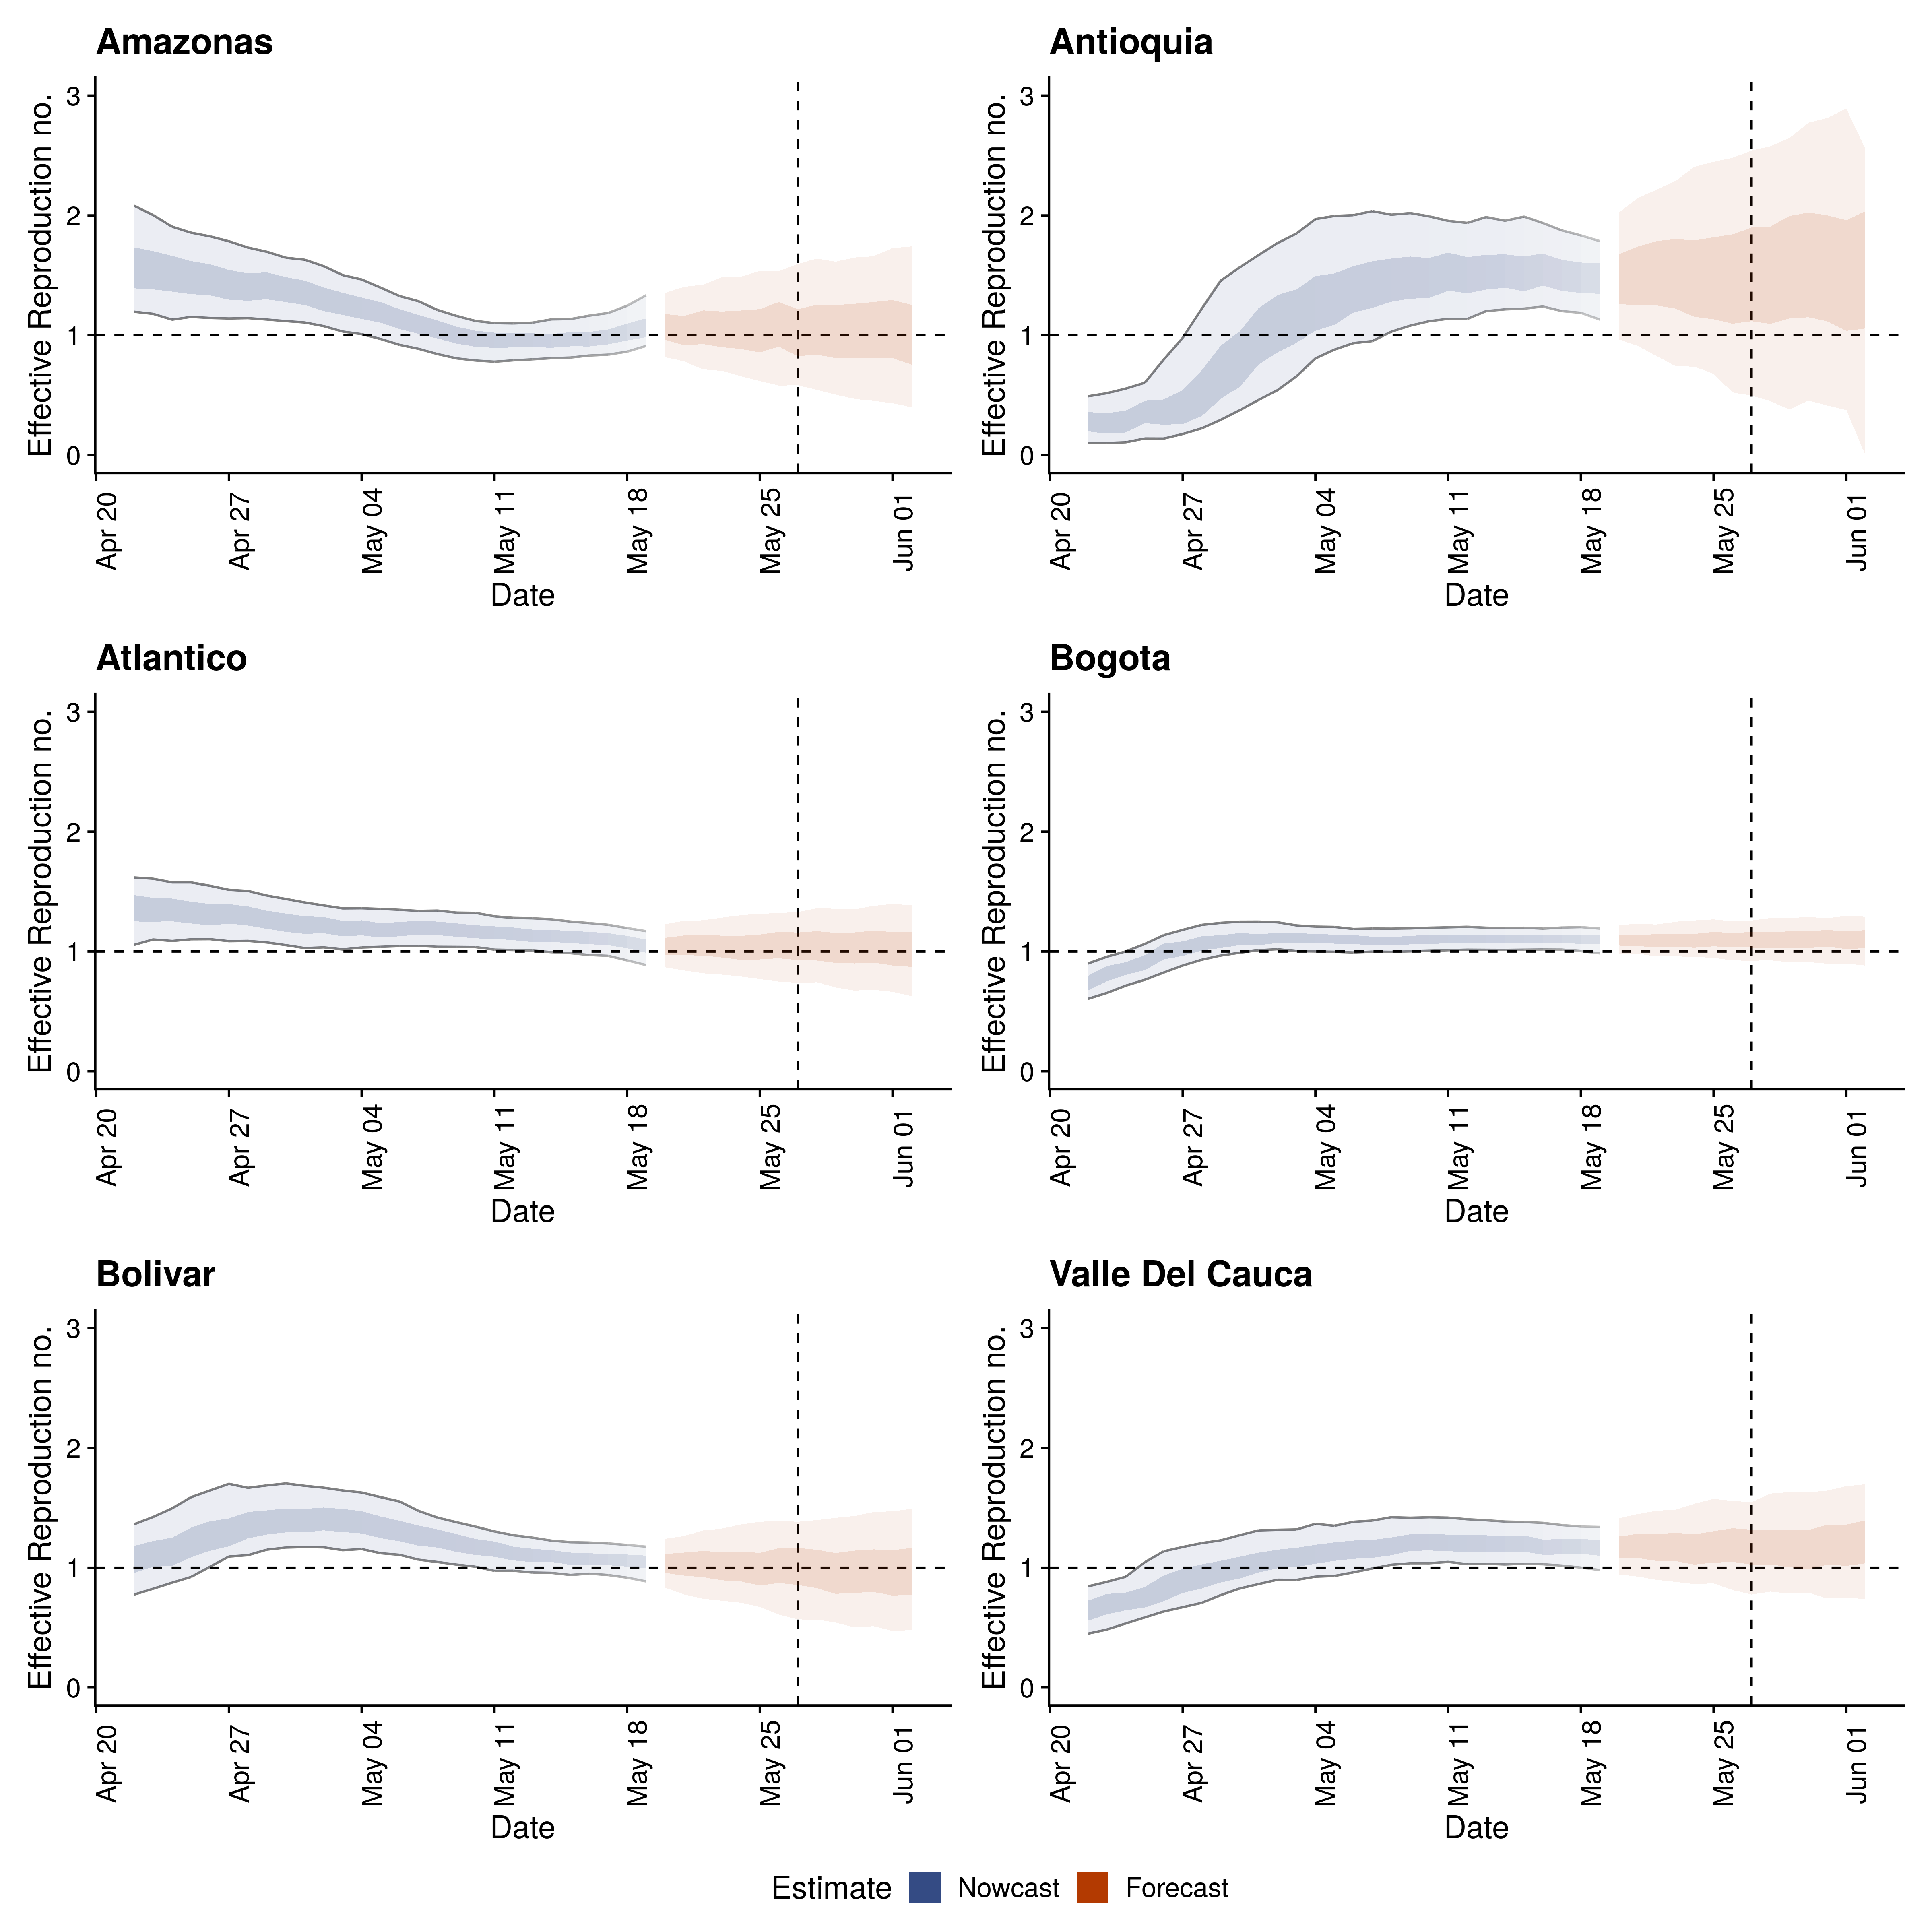 Amazonas
Effective Reproduction no.
3
2
1
0
Apr 20
Apr 27
May 04
May 11
May 18
May 25
Jun 01
Date
Antioquia
Effective Reproduction no.
3
2
1
0
Apr 20
Apr 27
May 04
May 11
May 18
May 25
Jun 01
Date
Atlantico
Effective Reproduction no.
3
2
1
0
Apr 20
Apr 27
May 04
May 11
May 18
May 25
Jun 01
Date
Bogota
Effective Reproduction no.
3
2
1
0
Apr 20
Apr 27
May 04
May 11
May 18
May 25
Jun 01
Date
Bolivar
Effective Reproduction no.
3
2
1
0
Apr 20
Apr 27
May 04
May 11
May 18
May 25
Jun 01
Date
Valle Del Cauca
Effective Reproduction no.
3
2
1
0
Apr 20
Apr 27
May 04
May 11
May 18
May 25
Jun 01
Date
Estimate Nowcast Forecast